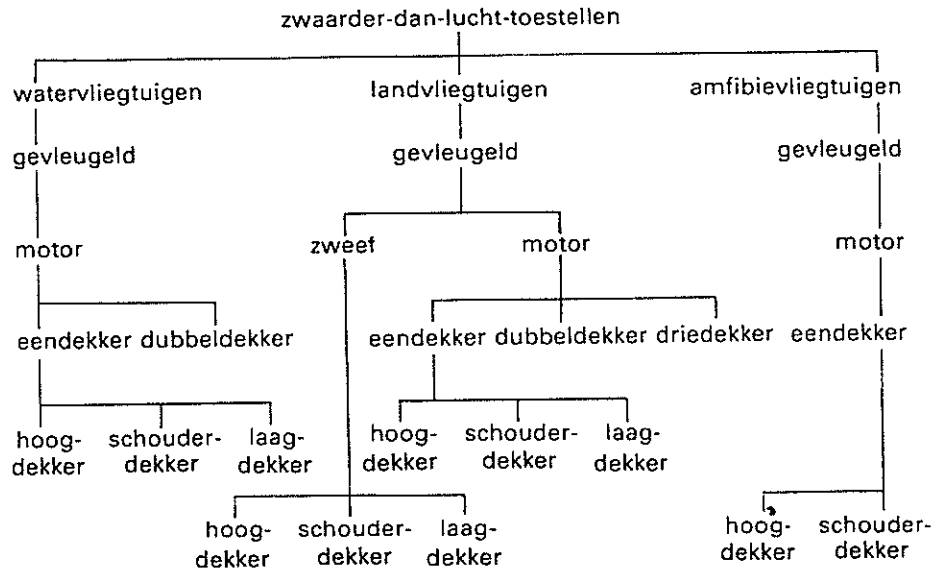 zwaarder-dan-lucht-toestellen
watervliegtuigen landvliegtuigen amfibievliegtuigen
gevleugeld gevleugeld gevleugeld
motor zweef motor motor
eendekker dubbeldekker eendekker dubbeldekker driedekker eendekker
hoog- schouder- laag- hoog- schouder- laag-
dekker dekker dekker dekker dekker dekker
hoog- schouder- laag- hoog- schouder-
dekker dekker dekker dekker dekker